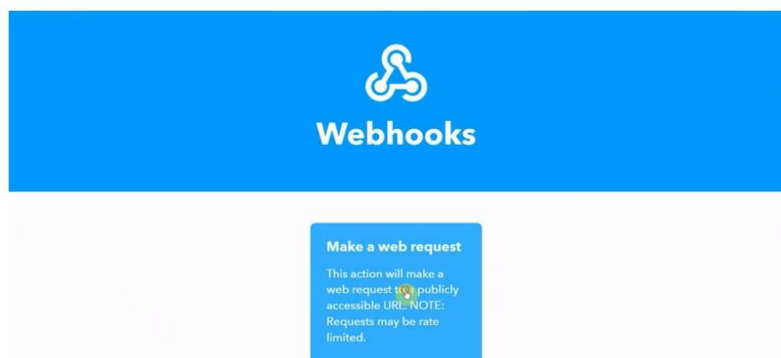 Webhooks
Make a web request
This action will make a
web request to a publicly
accessible URL. NOTE:
Requests may be rate
limited.